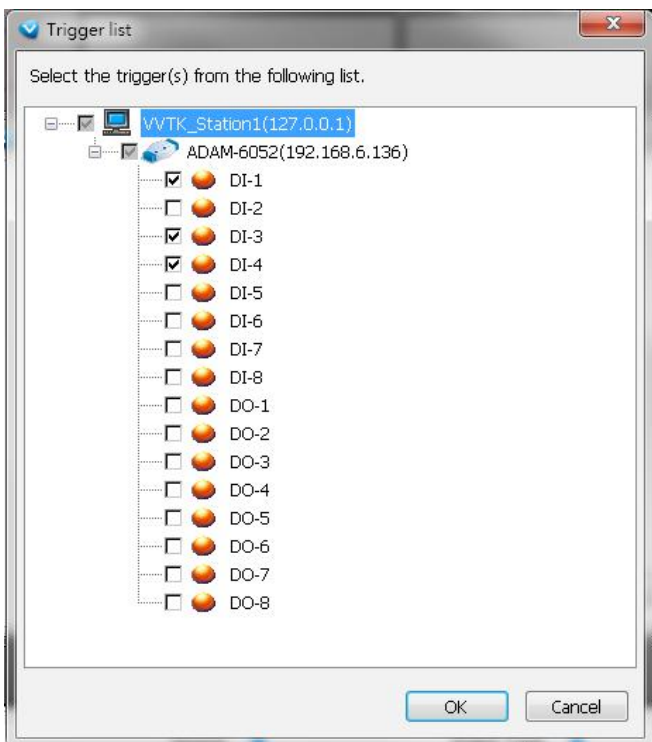 Trigger list
Select the trigger(s) from the following list.
VVTK_Station1(127.0.0.1)
ADAM-6052(192.168.6.136)
DI-1
DI-2
DI-3
DI-4
DI-5
DI-6
DI-7
DI-8
DO-1
DO-2
DO-3
DO-4
DO-5
DO-6
DO-7
DO-8
OK Cancel